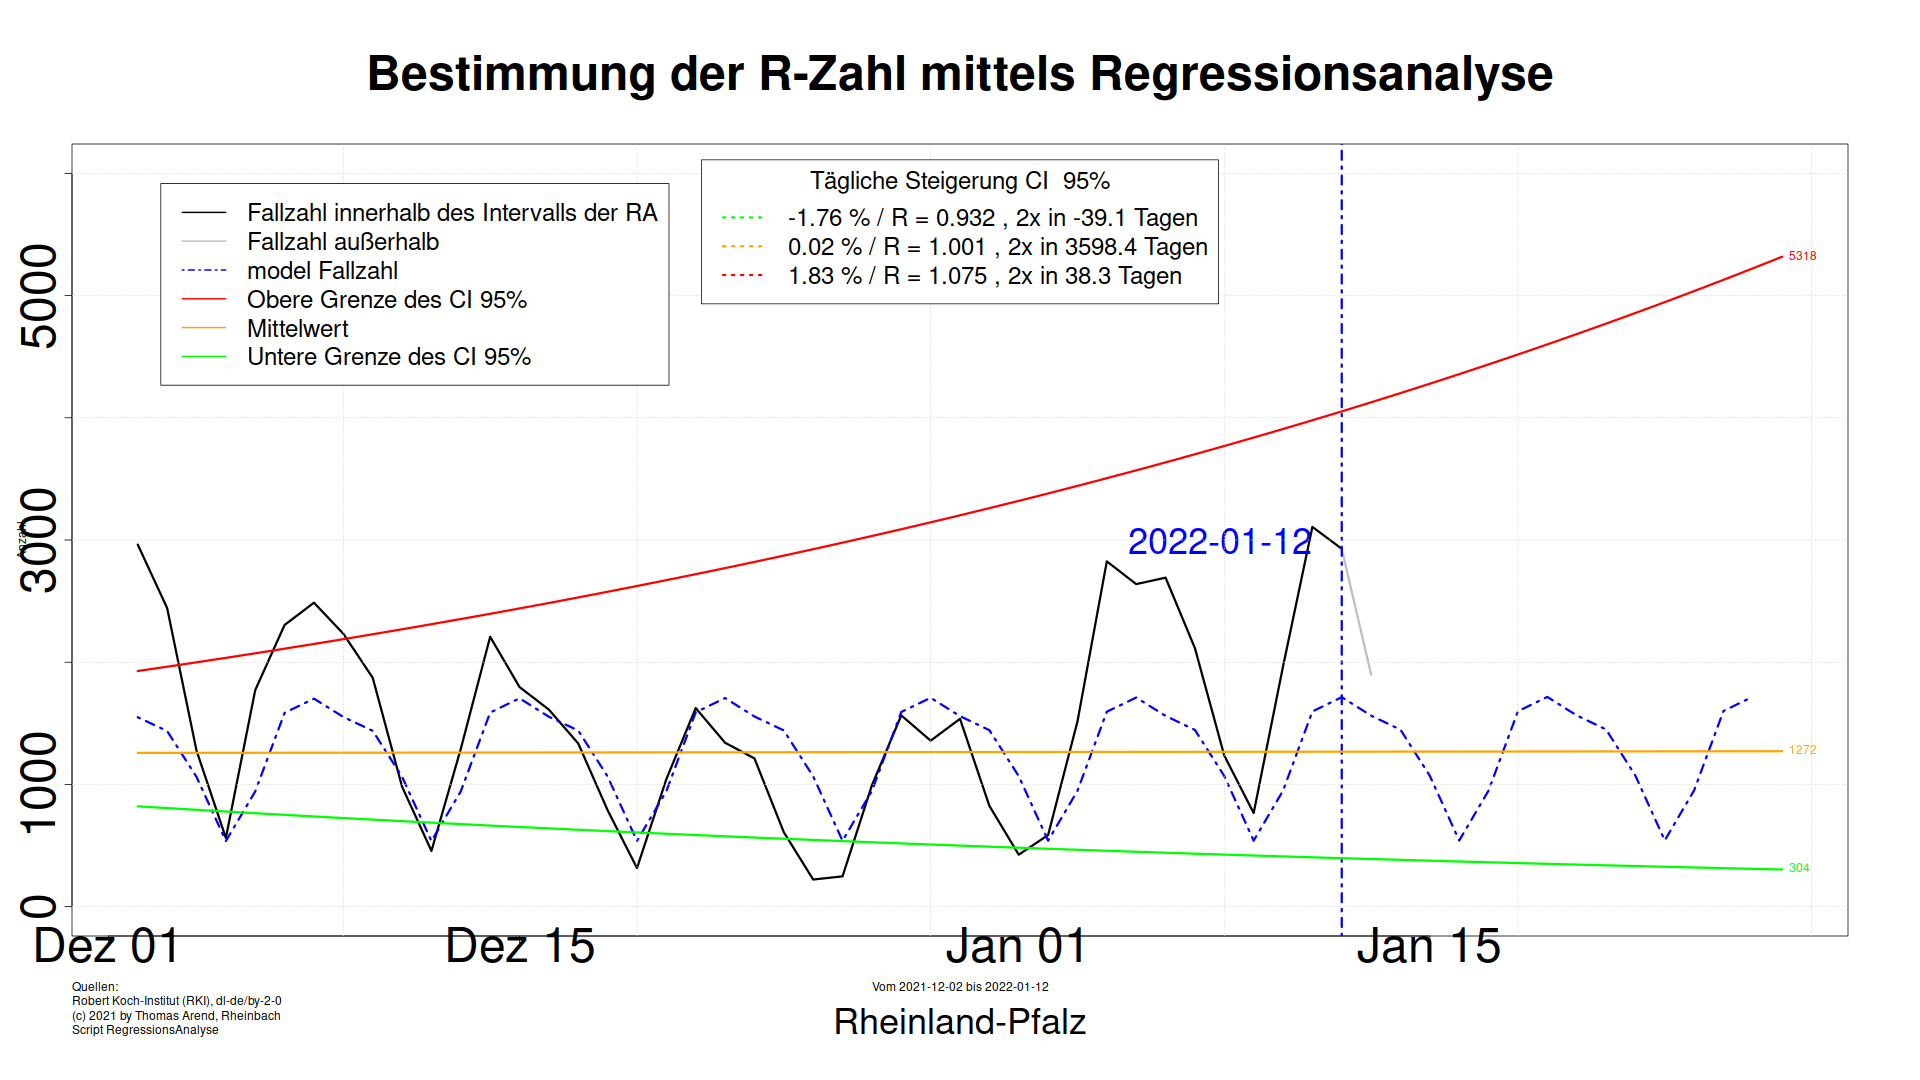 Bestimmung der R-Zahl mittels Regressionsanalyse
Fallzahl innerhalb des Intervalls der RA
Fallzahl außerhalb
model Fallzahl
Obere Grenze des CI 95%
Mittelwert
Untere Grenze des CI 95%
Tägliche Steigerung CI  95%
-1.76 % / R = 0.932 , 2x in -39.1 Tagen
0.02 % / R = 1.001 , 2x in 3598.4 Tagen
1.83 % / R = 1.075 , 2x in 38.3 Tagen
5318
5000
2022-01-12
3000
Anzahl
1272
1000
304
0
Dez 01
Dez 15
Jan 01
Jan 15
Quellen:
Robert Koch-Institut (RKI), dl-de/by-2-0
(c) 2021 by Thomas Arend, Rheinbach
Script RegressionsAnalyse
Vom 2021-12-02 bis 2022-01-12
Rheinland-Pfalz